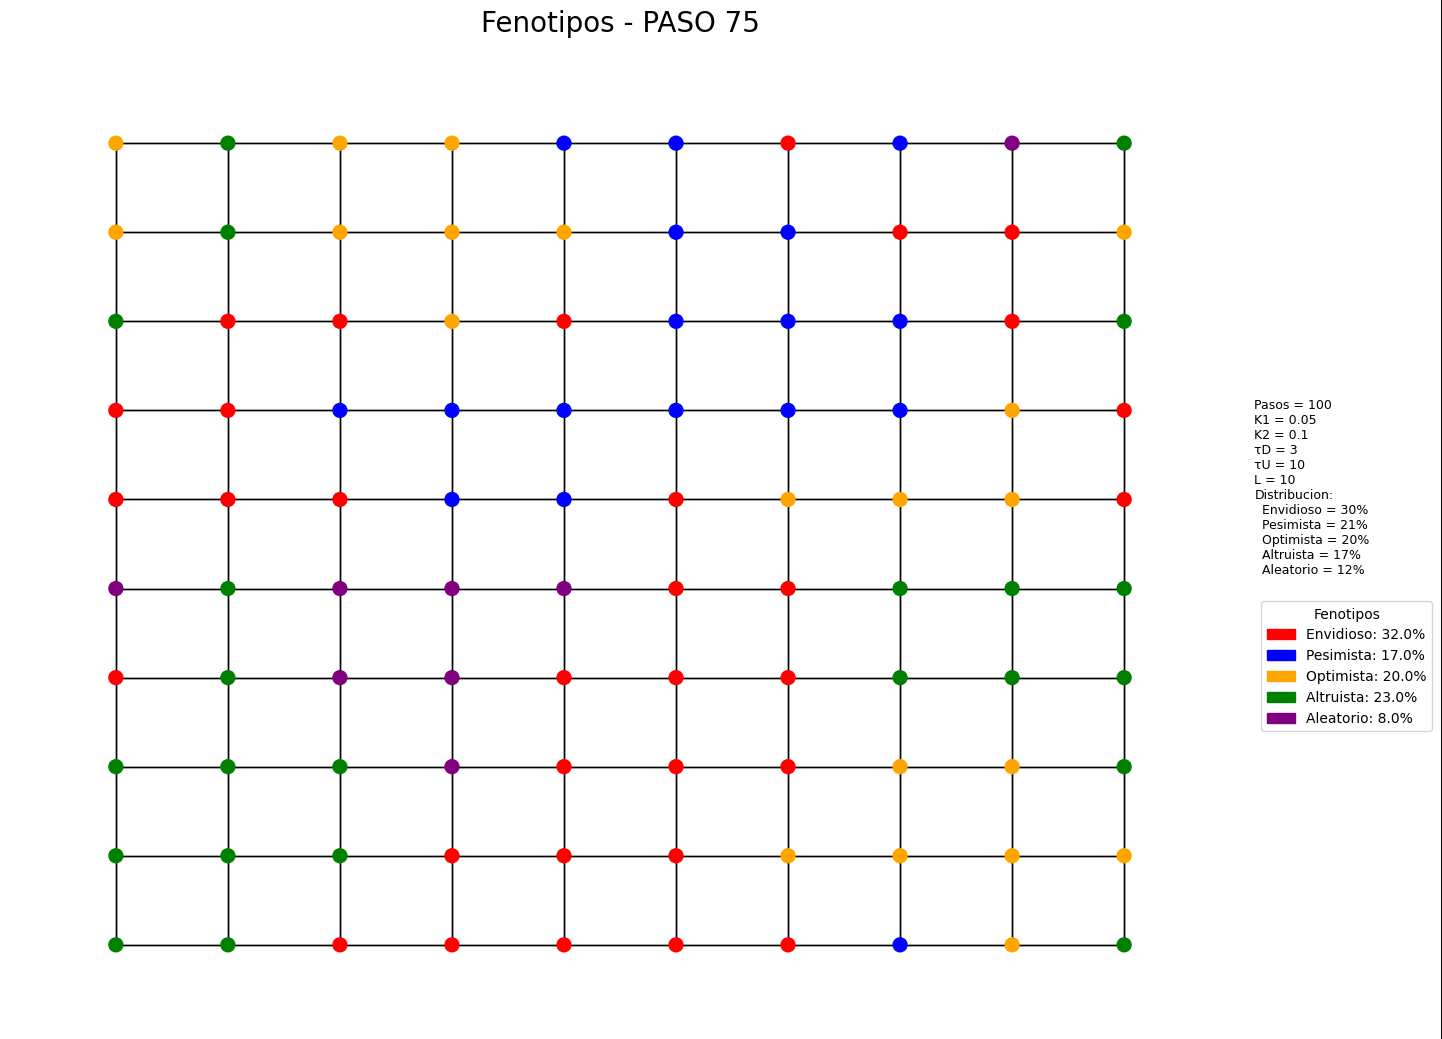 Fenotipos - PASO 75
Pasos = 100
K1 = 0.05
K2 = 0.1
τD = 3
τU = 10
L = 10
Distribucion:
Envidioso = 30%
Pesimista = 21%
Optimista = 20%
Altruista = 17%
Aleatorio = 12%
Fenotipos
Envidioso: 32.0%
Pesimista: 17.0%
Optimista: 20.0%
Altruista: 23.0%
Aleatorio: 8.0%